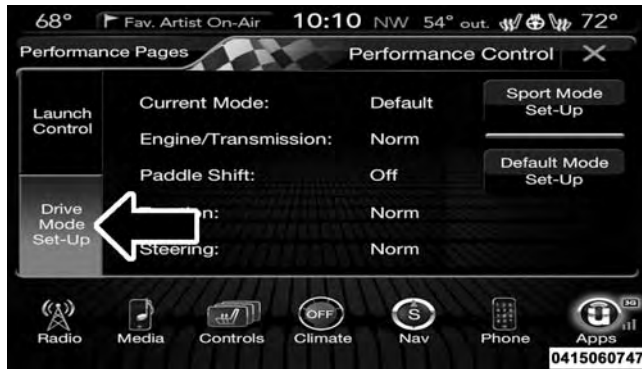 68° Fav. Artist On-Air 10:10 NW 54° out. 72°
Performance Pages Performance Control
Launch
Control
Drive
Mode
Set-Up
Current Mode: Default
Engine/Transmission: Norm
Paddle Shift: Off
Norm
Steering: Norm
Sport Mode
Set-Up
Default Mode
Set-Up
OFF S 3G
Radio Media Controls Climate Nav Phone Apps
0415060747